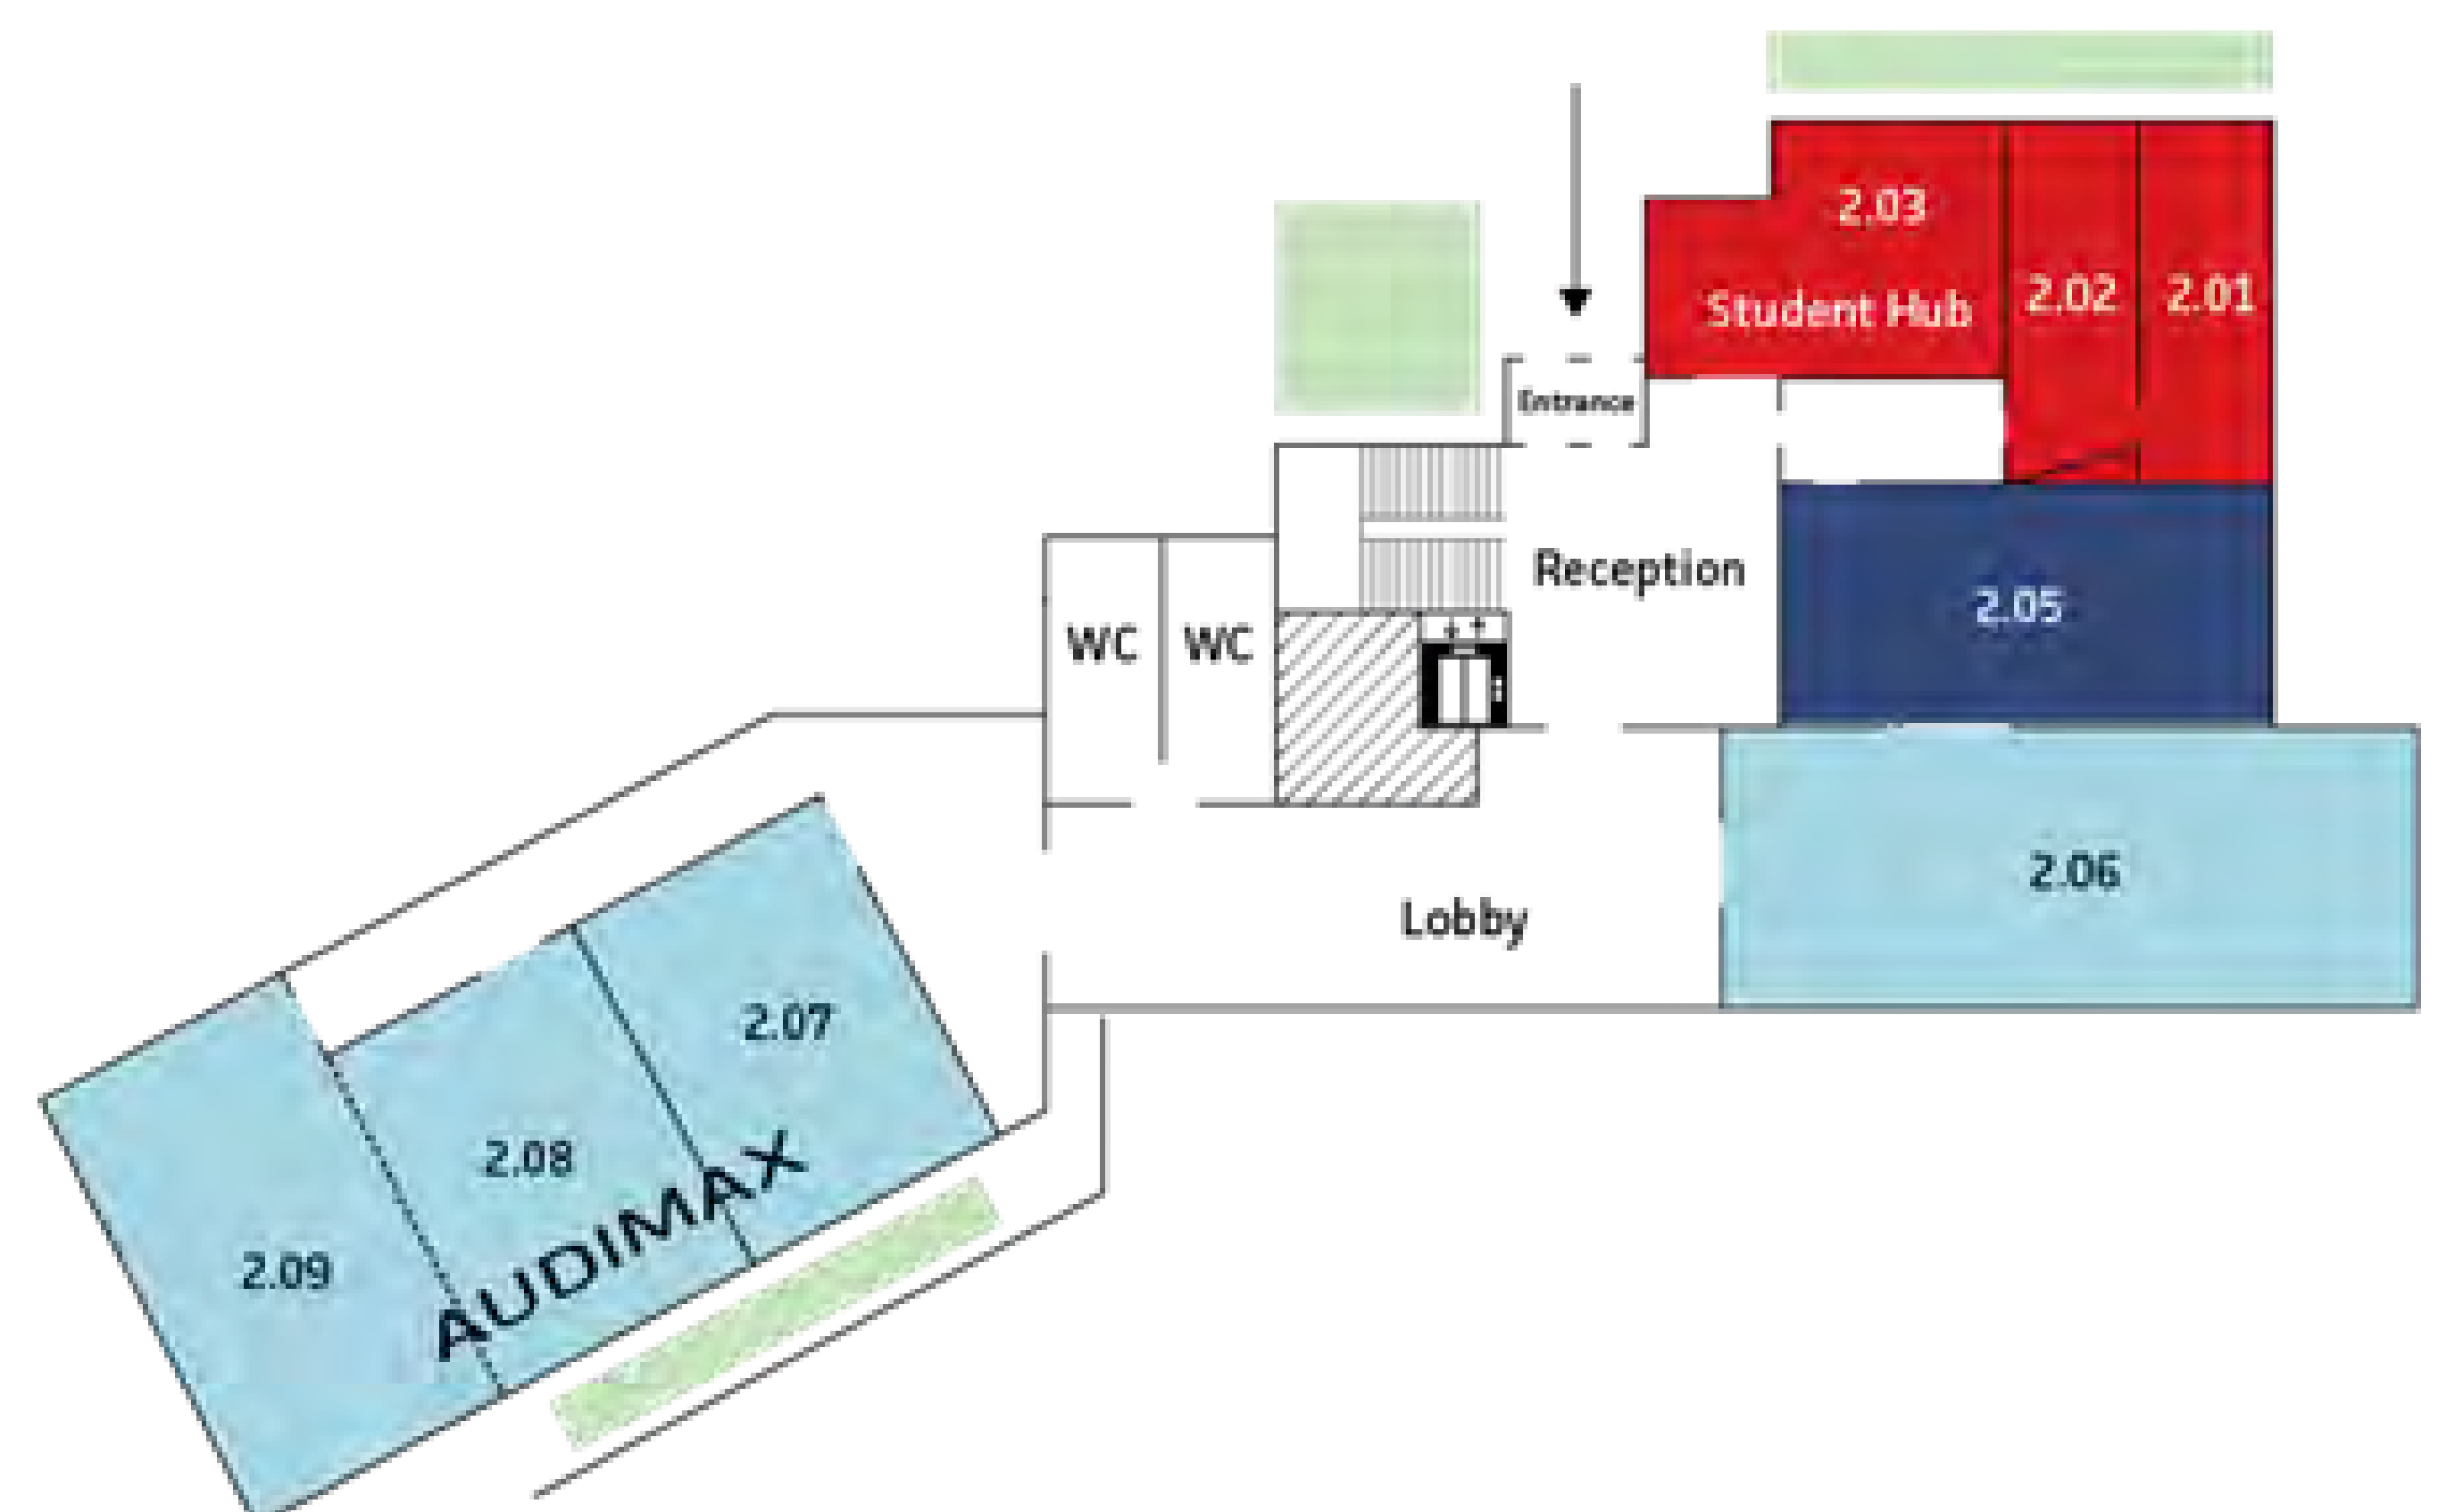 2.03
Student Hub
2.02
2.01
Entrance
Reception
2.05
WC
WC
2.06
Lobby
2.07
2.08
2.09
AUDIMAX